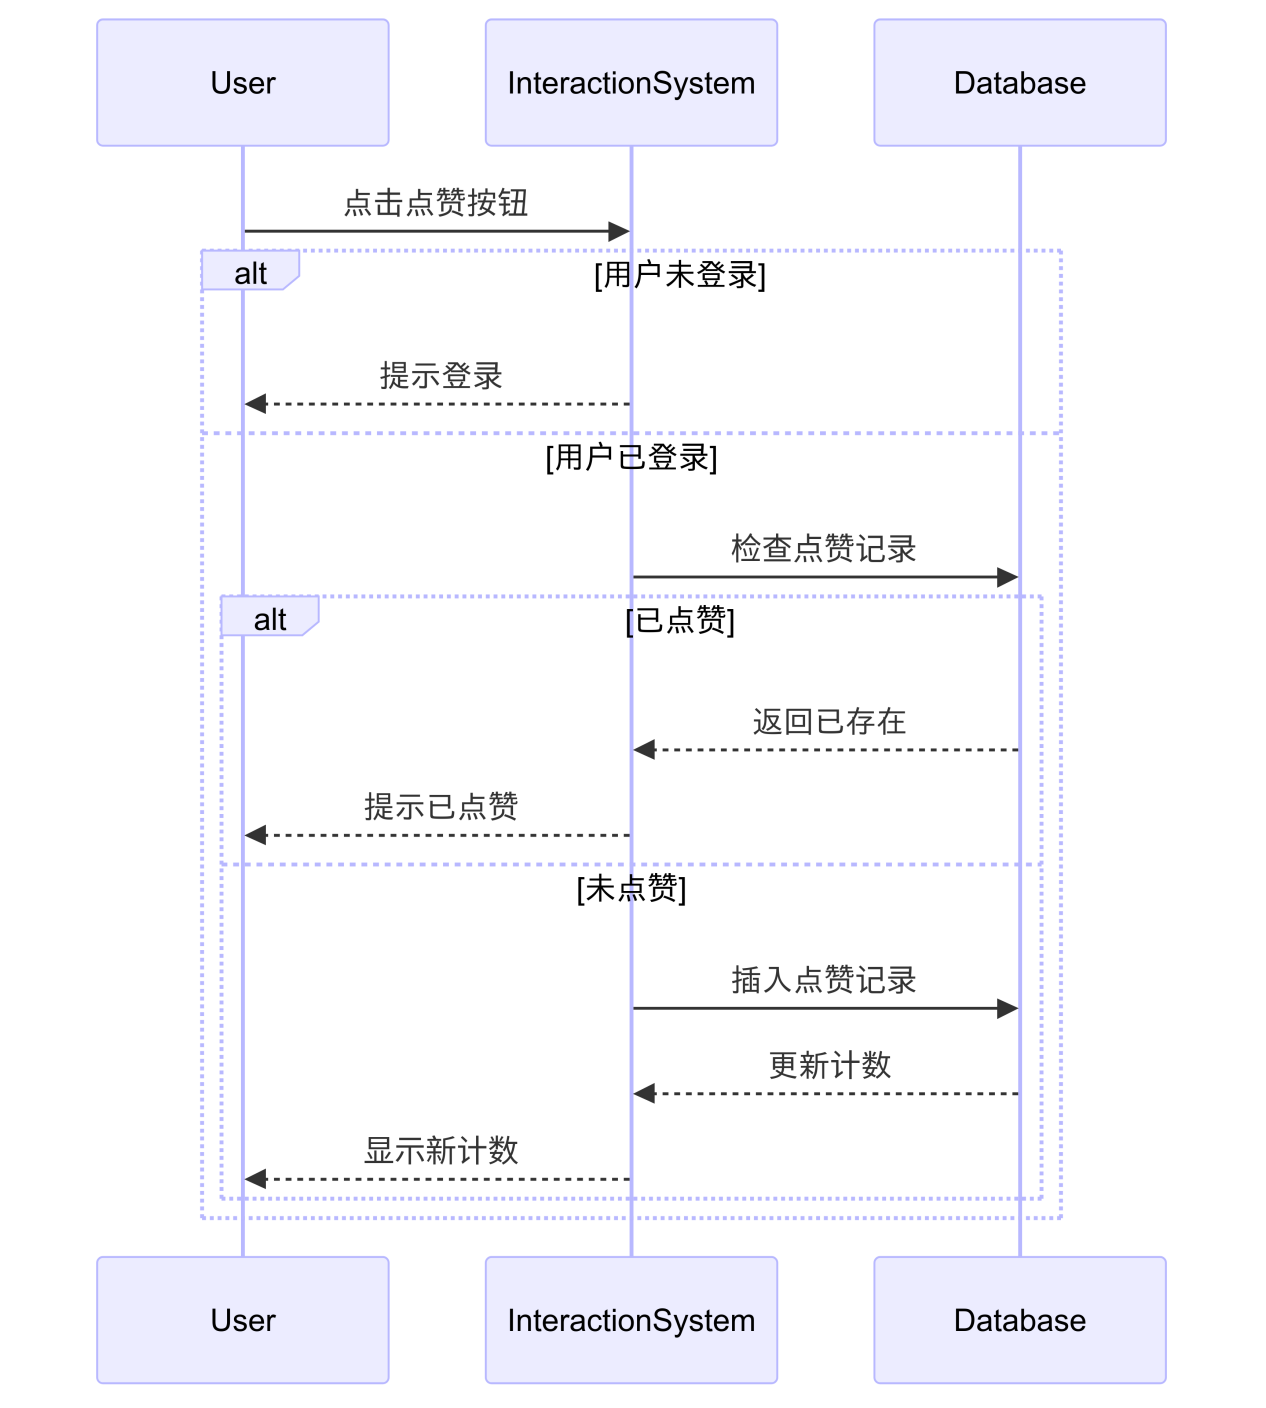 User
InteractionSystem
Database
点击点赞按钮
alt
[用户未登录]
提示登录
[用户已登录]
检查点赞记录
alt
[已点赞]
返回已存在
提示已点赞
[未点赞]
插入点赞记录
更新计数
显示新计数
User
InteractionSystem
Database